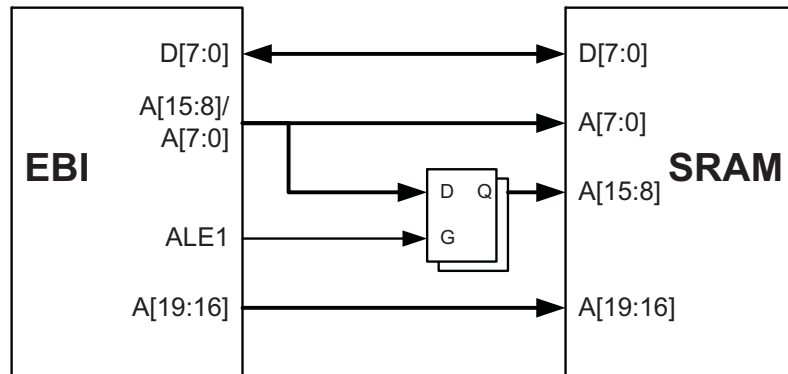 D[7:0] D[7:0]
A[15:8]/
A[7:0] A[7:0]
EBI D Q A[15:8] SRAM
ALE1 G
A[19:16] A[19:16]